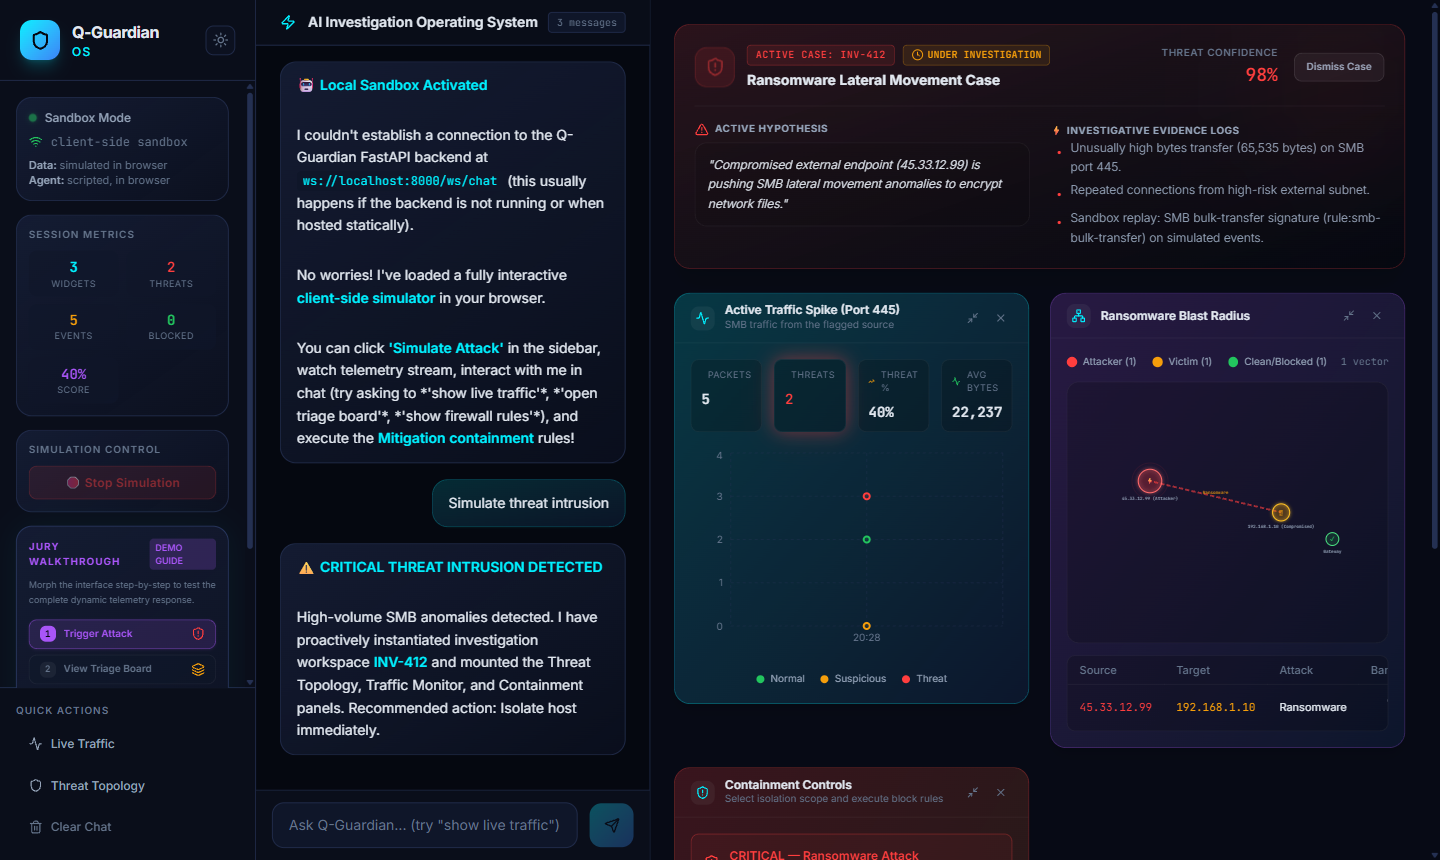 Q-Guardian
OS
Sandbox Mode
client-side sandbox
Data: simulated in browser
Agent: scripted, in browser
SESSION METRICS
3
WIDGETS
2
THREATS
5
EVENTS
0
BLOCKED
40%
SCORE
SIMULATION CONTROL
Stop Simulation
JURY
WALKTHROUGH
DEMO
GUIDE
Morph the interface step-by-step to test the
complete dynamic telemetry response.
1 Trigger Attack
2 View Triage Board
QUICK ACTIONS
Live Traffic
Threat Topology
Clear Chat
AI Investigation Operating System
3 messages
Local Sandbox Activated
I couldn't establish a connection to the Q-
Guardian FastAPI backend at
ws://localhost:8000/ws/chat (this usually
happens if the backend is not running or when
hosted statically).
No worries! I've loaded a fully interactive
client-side simulator in your browser.
You can click 'Simulate Attack' in the sidebar,
watch telemetry stream, interact with me in
chat (try asking to *'show live traffic'*, *'open
triage board'*, *'show firewall rules'*), and
execute the Mitigation containment rules!
Simulate threat intrusion
CRITICAL THREAT INTRUSION DETECTED
High-volume SMB anomalies detected. I have
proactively instantiated investigation
workspace INV-412 and mounted the Threat
Topology, Traffic Monitor, and Containment
panels. Recommended action: Isolate host
immediately.
Ask Q-Guardian... (try "show live traffic")
ACTIVE CASE: INV-412
UNDER INVESTIGATION
Ransomware Lateral Movement Case
THREAT CONFIDENCE
98%
Dismiss Case
ACTIVE HYPOTHESIS
"Compromised external endpoint (45.33.12.99) is
pushing SMB lateral movement anomalies to encrypt
network files."
INVESTIGATIVE EVIDENCE LOGS
Unusually high bytes transfer (65,535 bytes) on SMB
port 445.
Repeated connections from high-risk external subnet.
Sandbox replay: SMB bulk-transfer signature (rule:smb-
bulk-transfer) on simulated events.
Active Traffic Spike (Port 445)
SMB traffic from the flagged source
PACKETS
5
THREATS
2
THREAT
%
40%
AVG
BYTES
22,237
4
3
2
1
0
20:28
Normal
Suspicious
Threat
Ransomware Blast Radius
Attacker (1)
Victim (1)
Clean/Blocked (1)
1 vector
45.33.12.99 (Attacker)
Ransomware
192.168.1.10 (Compromised)
Gateway
Source Target Attack Bar
45.33.12.99 192.168.1.10 Ransomware
Containment Controls
Select isolation scope and execute block rules
CRITICAL — Ransomware Attack